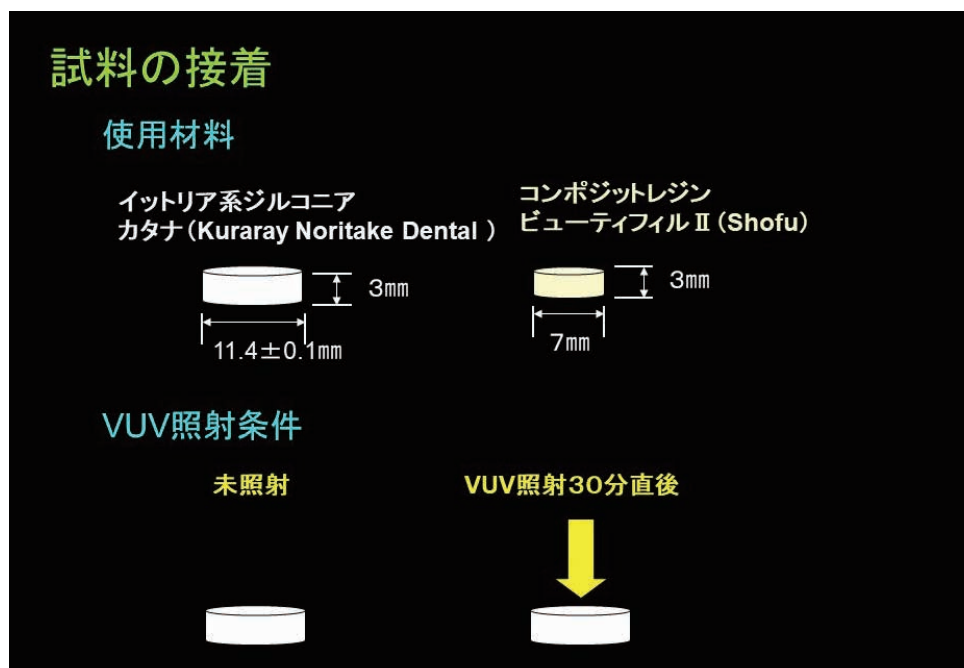 試料の接着
使用材料
イットリア系ジルコニア
カタナ（Kuraray Noritake Dental ）
コンポジットレジン
ビューティフィル Ⅱ（Shofu）
3㎜
11.4±0.1㎜
3㎜
7㎜
VUV照射条件
未照射
VUV照射30分直後